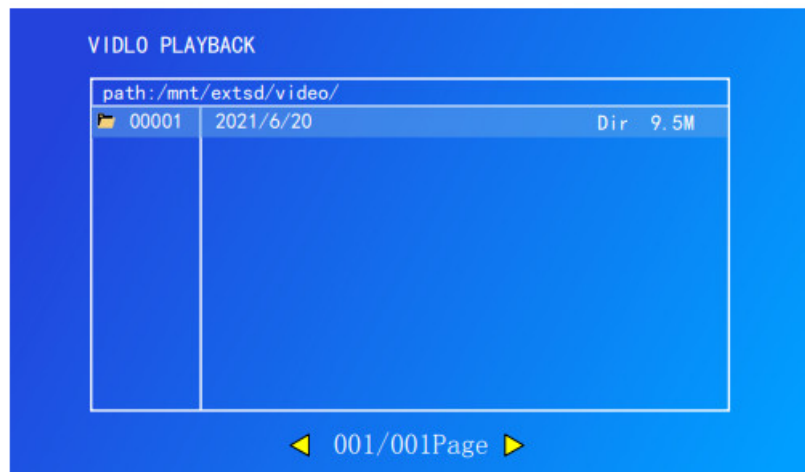 VIDLO PLAYBACK
path:/mnt/extsd/video/
00001 2021/6/20 Dir 9.5M
001/001Page